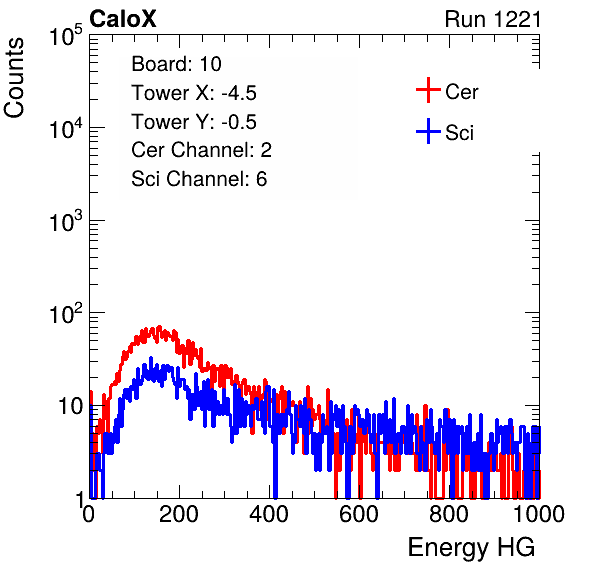 CaloX Run 1221
Counts
10^5
10^4
10^3
10^2
10
1
Board: 10
Tower X: -4.5
Tower Y: -0.5
Cer Channel: 2
Sci Channel: 6
Cer
Sci
0 200 400 600 800 1000
Energy HG